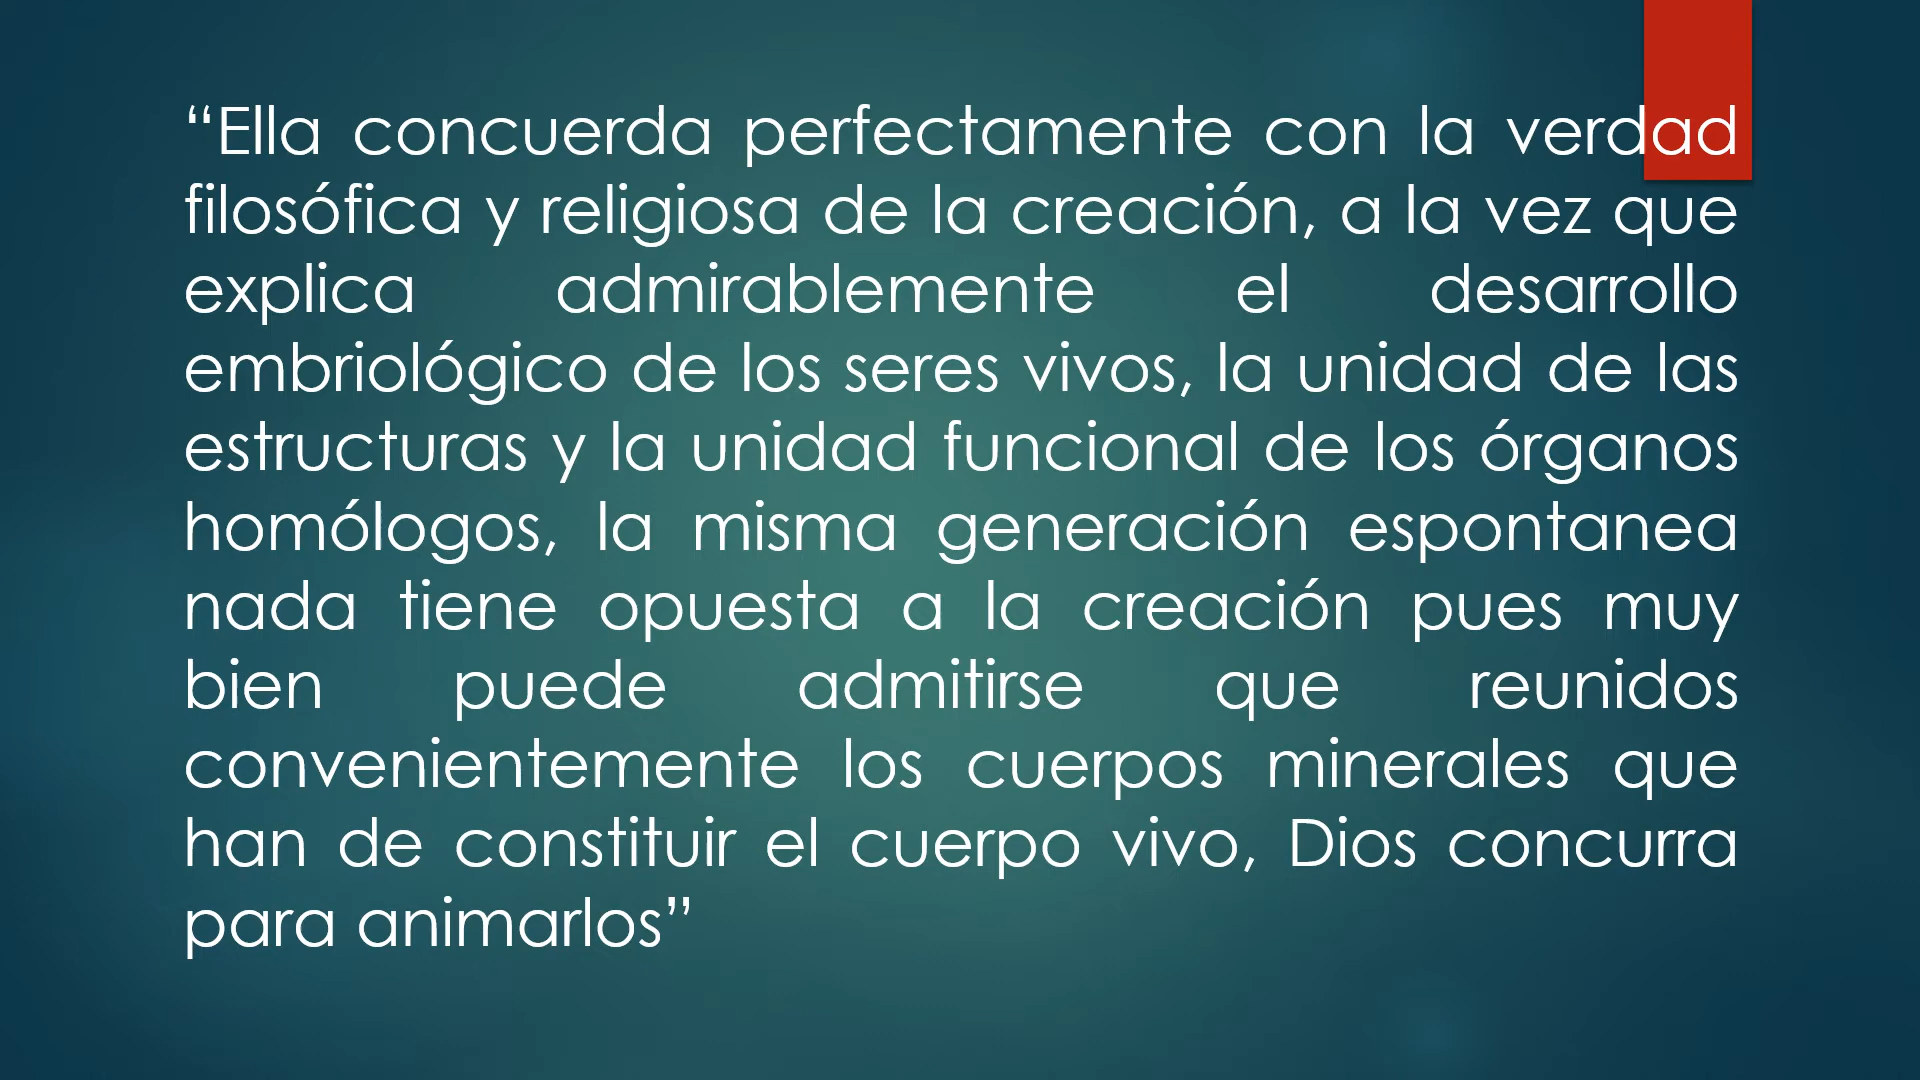 “Ella concuerda perfectamente con la verdad
filosófica y religiosa de la creación, a la vez que
explica admirablemente el desarrollo
embriológico de los seres vivos, la unidad de las
estructuras y la unidad funcional de los órganos
homólogos, la misma generación espontanea
nada tiene opuesta a la creación pues muy
bien puede admitirse que reunidos
convenientemente los cuerpos minerales que
han de constituir el cuerpo vivo, Dios concurra
para animarlos”